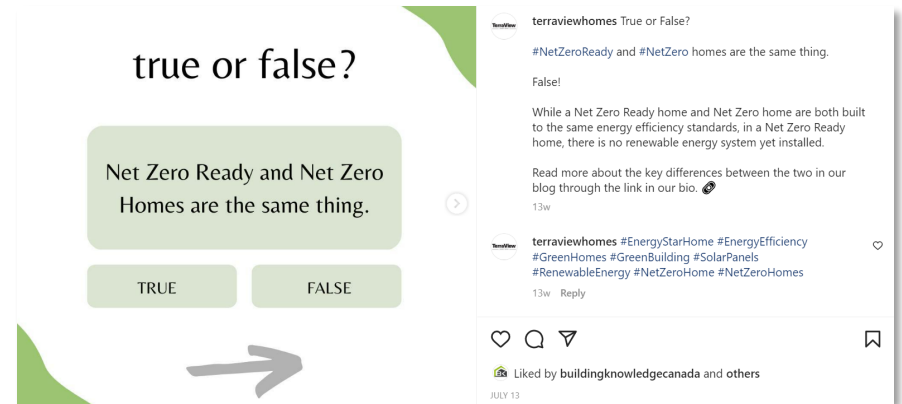 true or false?
Net Zero Ready and Net Zero
Homes are the same thing.
TRUE
FALSE
TerraView
terraviewhomes True or False?
#NetZeroReady and #NetZero homes are the same thing.
False!
While a Net Zero Ready home and Net Zero home are both built
to the same energy efficiency standards, in a Net Zero Ready
home, there is no renewable energy system yet installed.
Read more about the key differences between the two in our
blog through the link in our bio. 🔗
13w
TerraView
terraviewhomes #EnergyStarHome #EnergyEfficiency
#GreenHomes #GreenBuilding #SolarPanels
#RenewableEnergy #NetZeroHome #NetZeroHomes
13w Reply
Liked by buildingknowledgecanada and others
JULY 13